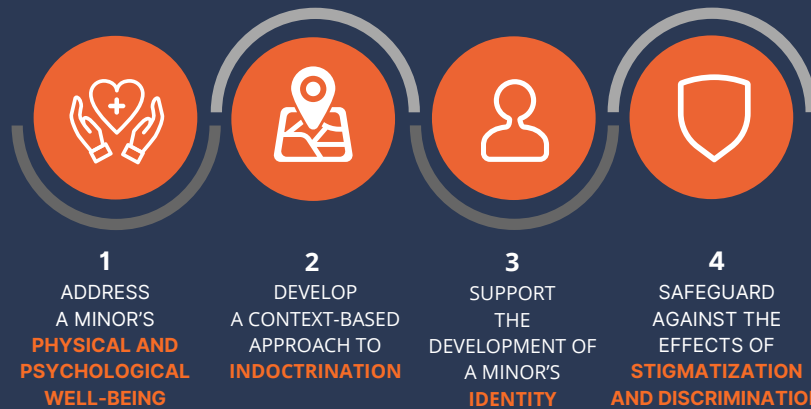 1
ADDRESS
A MINOR'S
PHYSICAL AND
PSYCHOLOGICAL
WELL-BEING
2
DEVELOP
A CONTEXT-BASED
APPROACH TO
INDOCTRINATION
3
SUPPORT
THE
DEVELOPMENT OF
A MINOR'S
IDENTITY
4
SAFEGUARD
AGAINST THE
EFFECTS OF
STIGMATIZATION
AND DISCRIMINATION